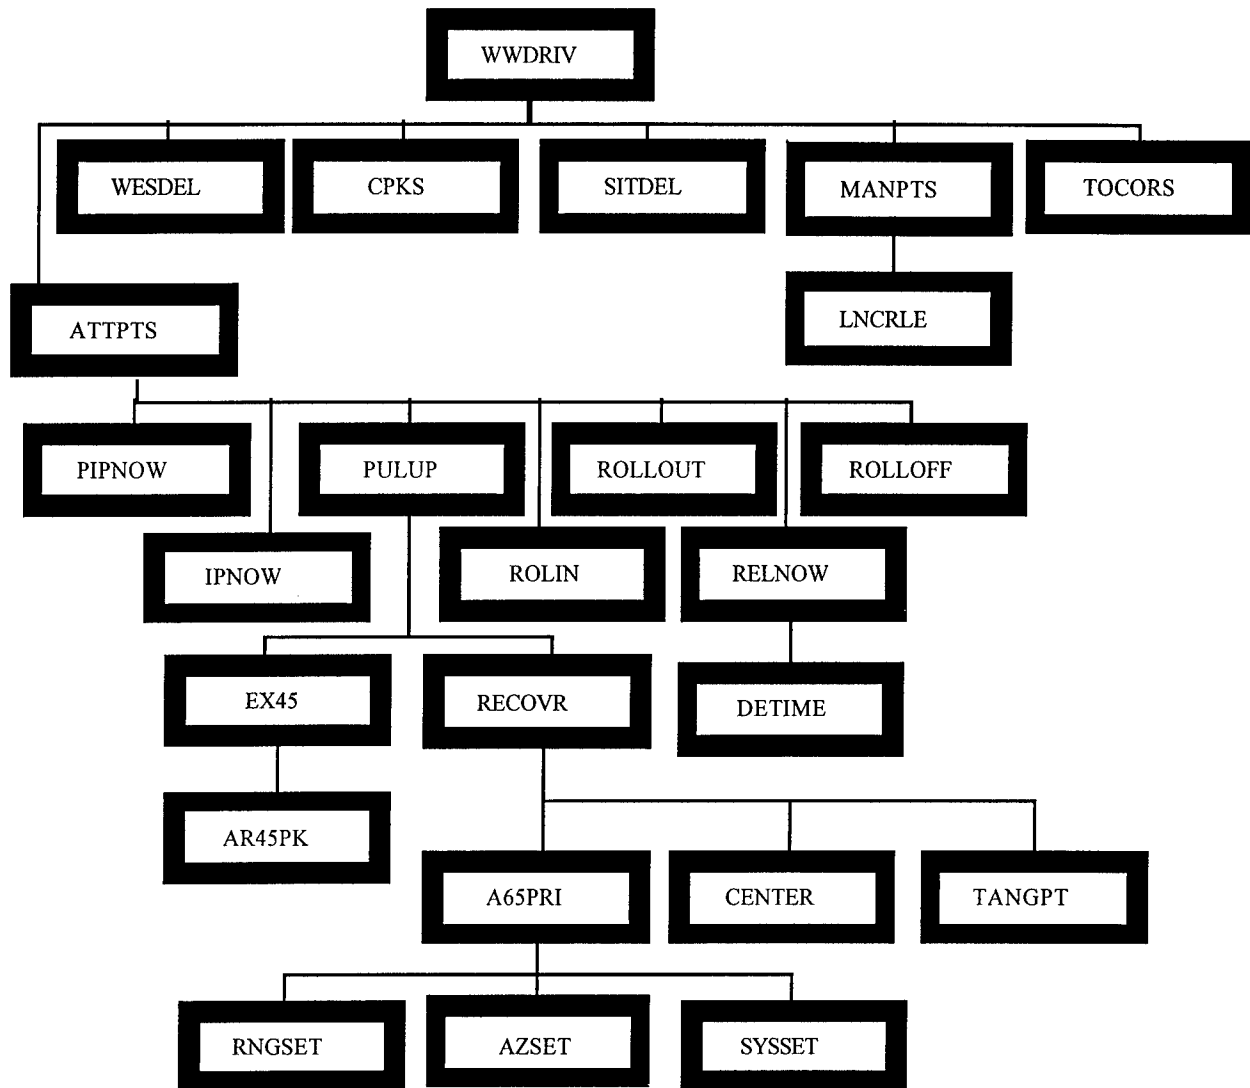 WWDRIV
WESDEL
CPKS
SITDEL
MANPTS
TOCORS
ATTPTS
LNCRLE
PIPNOW
PULUP
ROLLOUT
ROLLOFF
IPNOW
ROLIN
RELNOW
EX45
RECOVR
DETIME
AR45PK
A65PRI
CENTER
TANGPT
RNGSET
AZSET
SYSSET